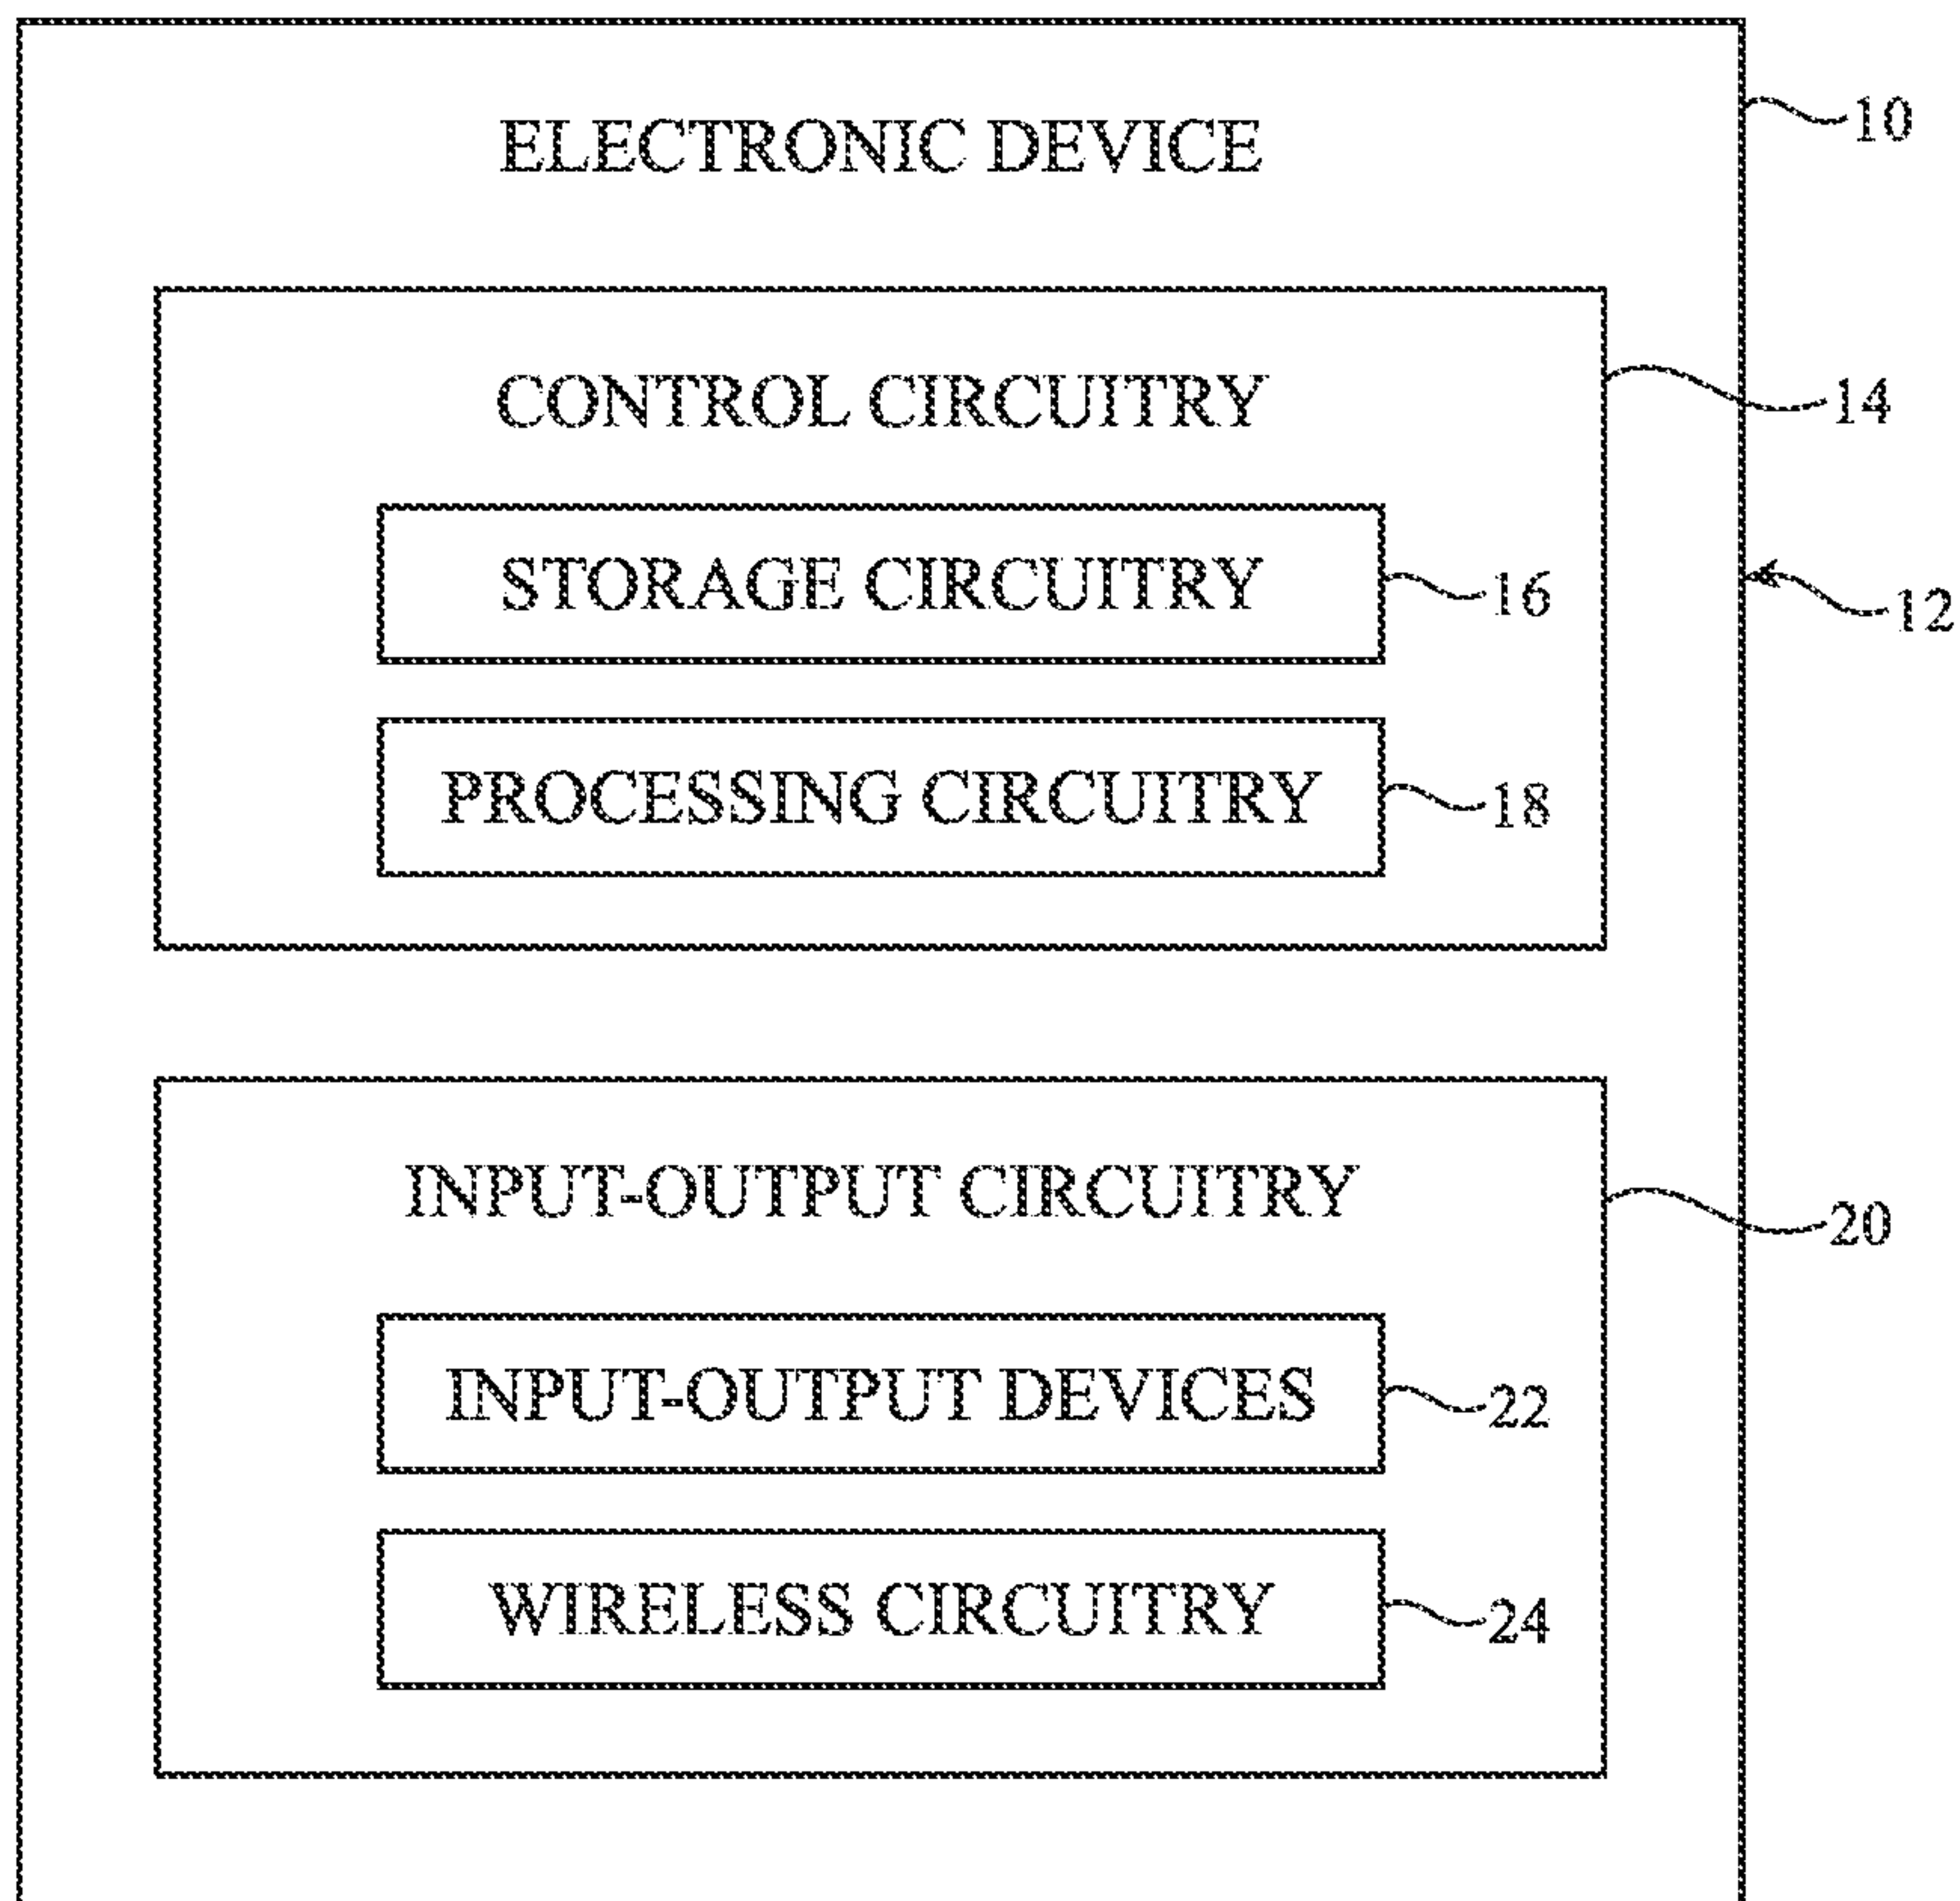 ELECTRONIC DEVICE
10
CONTROL CIRCUITRY
14
STORAGE CIRCUITRY
16
12
PROCESSING CIRCUITRY
18
INPUT-OUTPUT CIRCUITRY
20
INPUT-OUTPUT DEVICES
22
WIRELESS CIRCUITRY
24